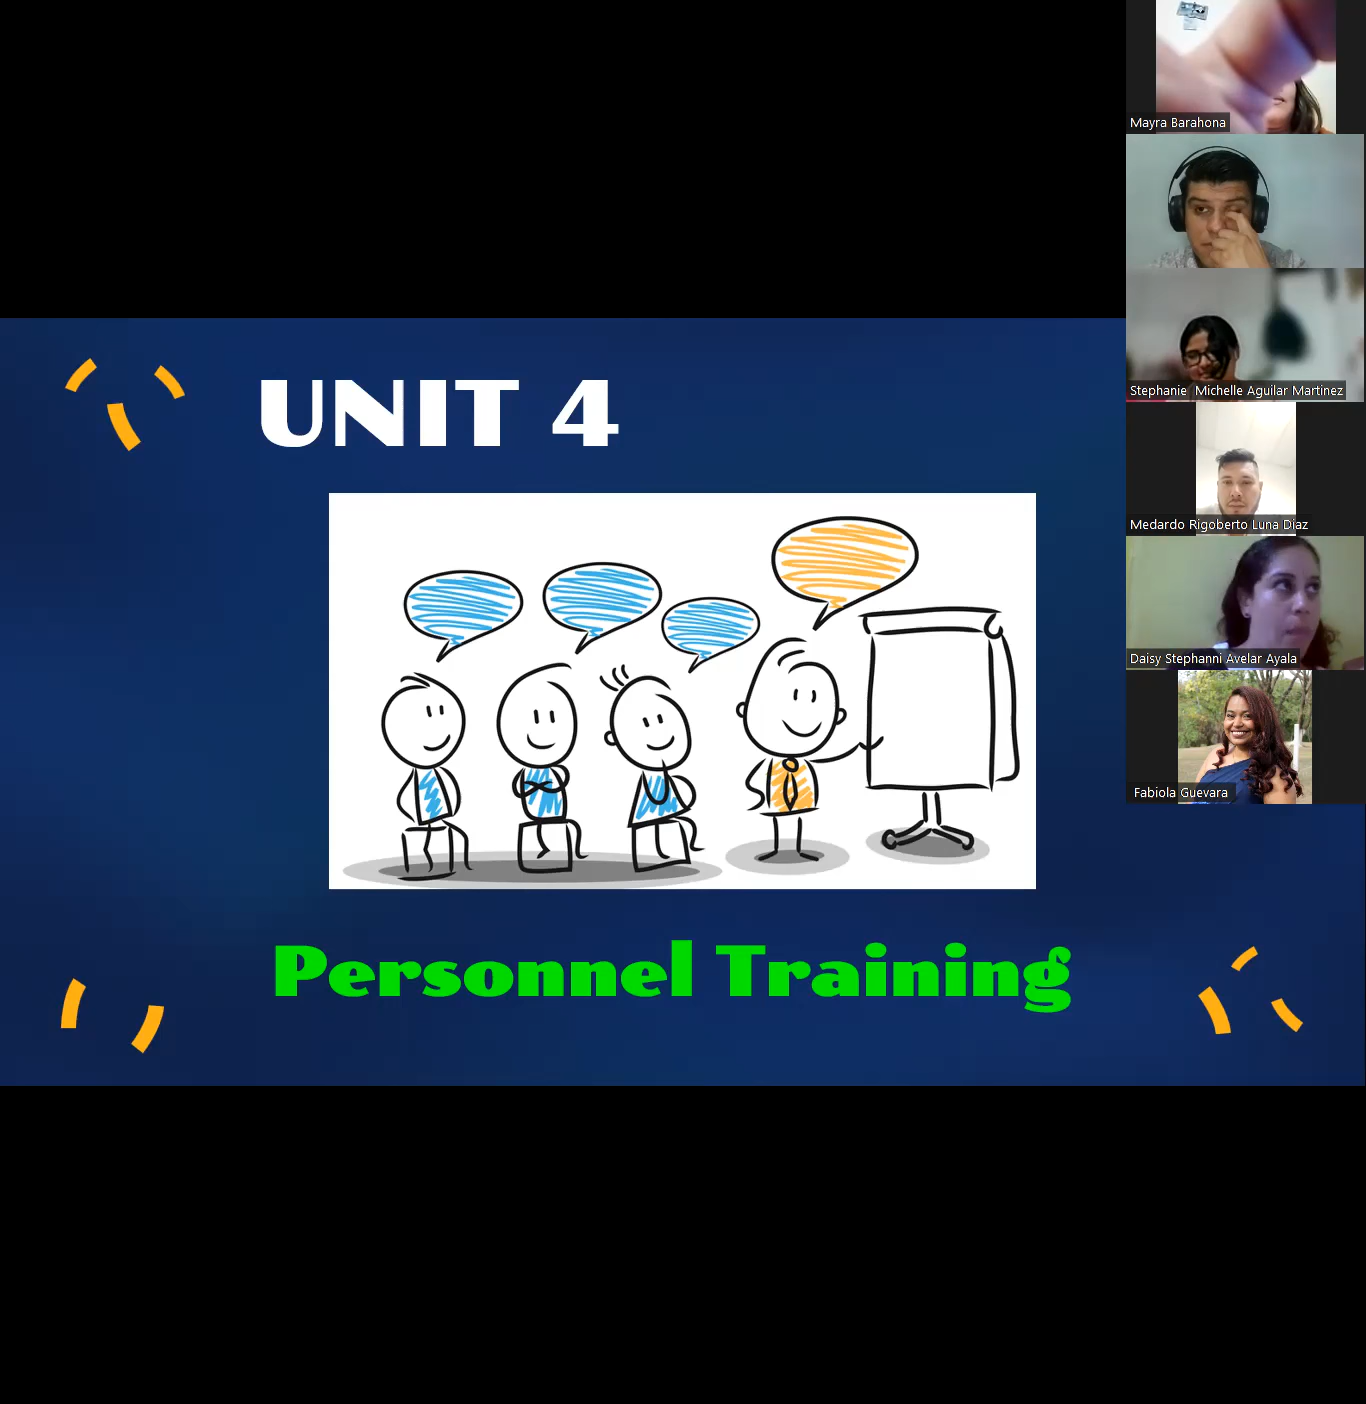 UNIT 4
Personnel Training
Mayra Barahona
Stephanie Michelle Aguilar Martinez
Medardo Rigoberto Luna Diaz
Daisy Stephanni Avelar Ayala
Fabiola Guevara